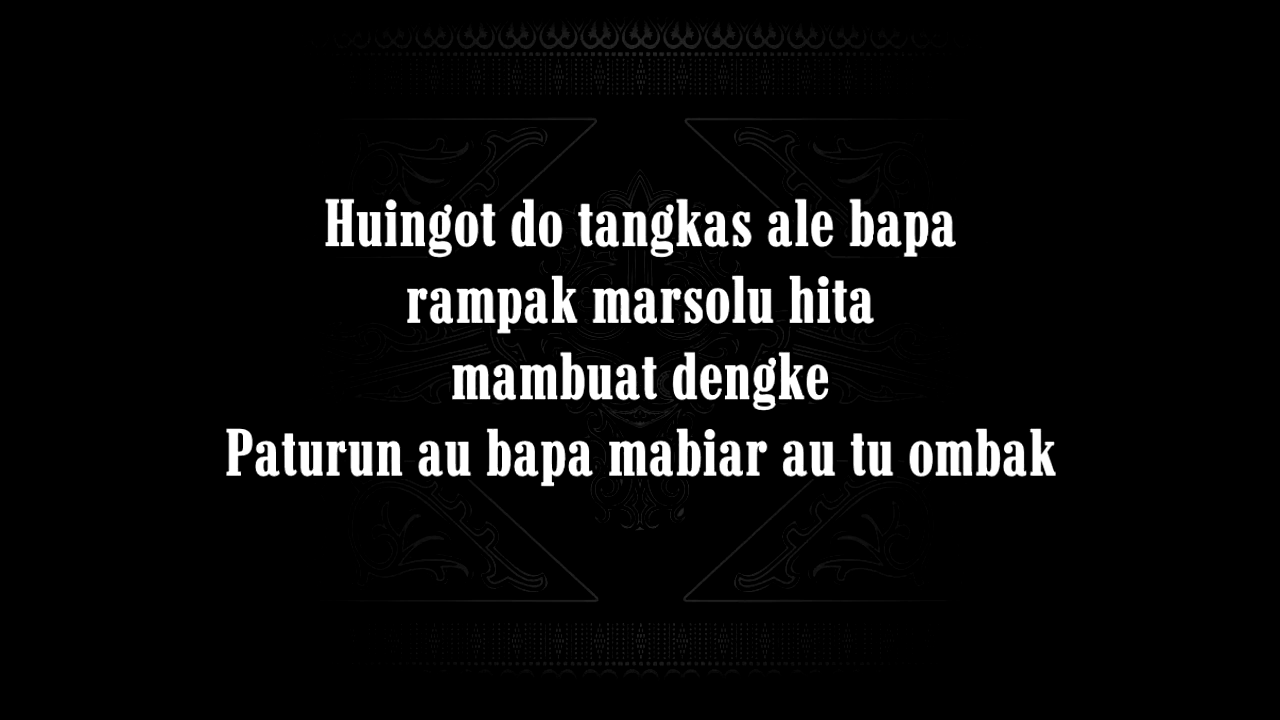 Huingot do tangkas ale bapa
rampak marsolu hita
mambuat dengke
Paturun au bapa mabiar au tu ombak